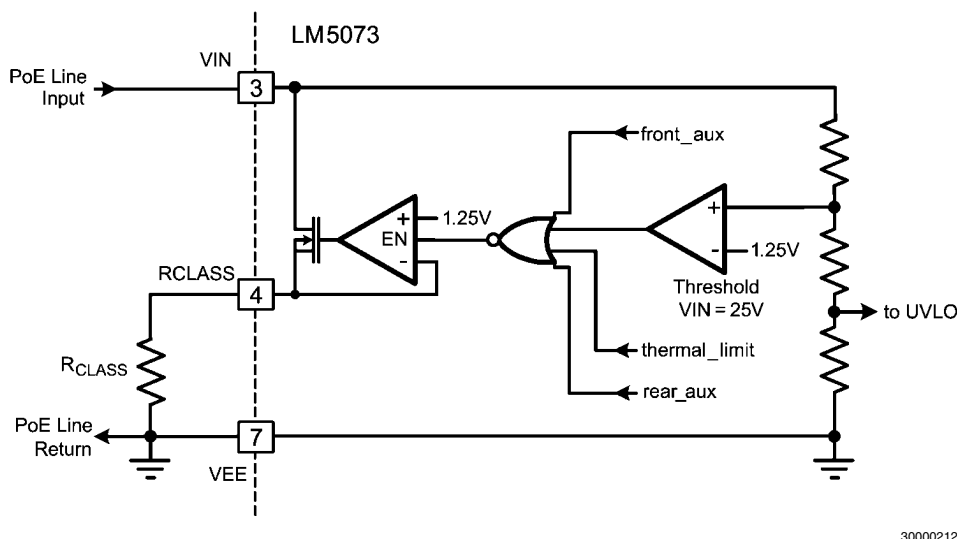 LM5073
VIN
PoE Line
Input
3
front_aux
+
1.25V
EN
-
+
-
1.25V
RCLASS
4
Threshold
VIN = 25V
to UVLO
RCLASS
thermal_limit
rear_aux
PoE Line
Return
7
VEE
30000212